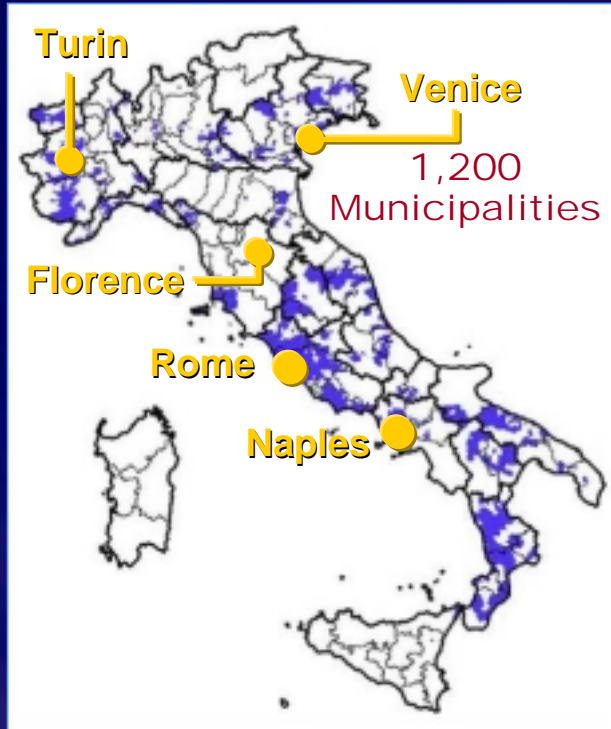 Turin
Venice
1,200
Municipalities
Florence
Rome
Naples